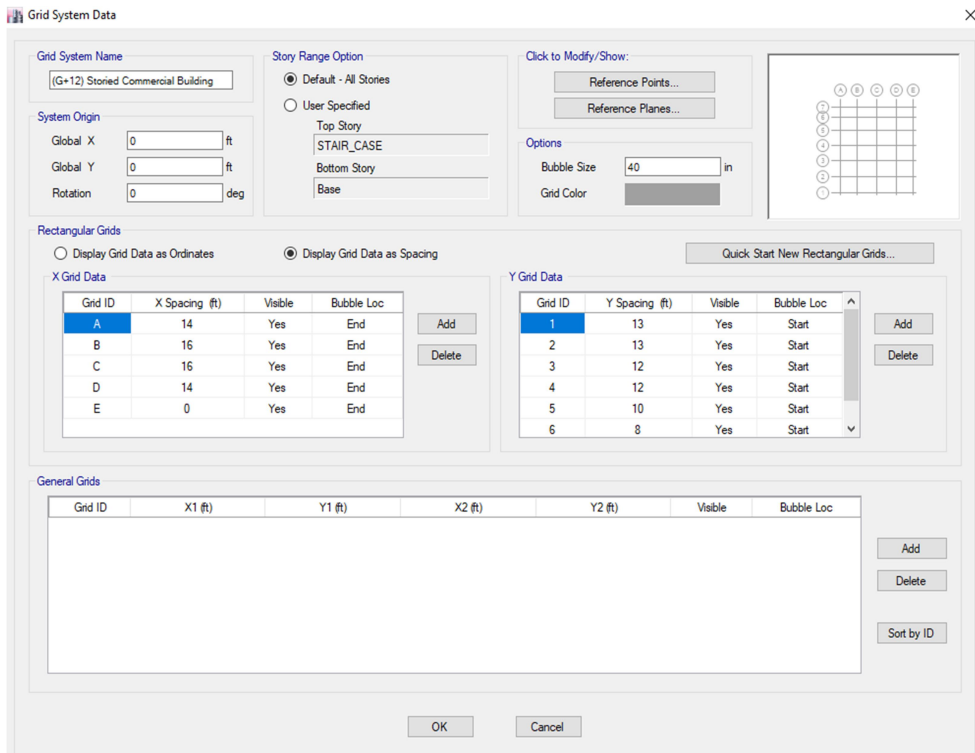 Grid System Data
Grid System Name
(G+12) Storied Commercial Building
System Origin
Global X 0 ft
Global Y 0 ft
Rotation 0 deg
Story Range Option
Default - All Stories
User Specified
Top Story
STAIR_CASE
Bottom Story
Base
Click to Modify/Show:
Reference Points...
Reference Planes...
Options
Bubble Size 40 in
Grid Color
A B C D E
7
6
5
4
3
2
1
Rectangular Grids
Display Grid Data as Ordinates Display Grid Data as Spacing Quick Start New Rectangular Grids...
X Grid Data
Grid ID X Spacing (ft) Visible Bubble Loc
A 14 Yes End
B 16 Yes End
C 16 Yes End
D 14 Yes End
E 0 Yes End
Add
Delete
Y Grid Data
Grid ID Y Spacing (ft) Visible Bubble Loc
1 13 Yes Start
2 13 Yes Start
3 12 Yes Start
4 12 Yes Start
5 10 Yes Start
6 8 Yes Start
Add
Delete
General Grids
Grid ID X1 (ft) Y1 (ft) X2 (ft) Y2 (ft) Visible Bubble Loc
Add
Delete
Sort by ID
OK Cancel